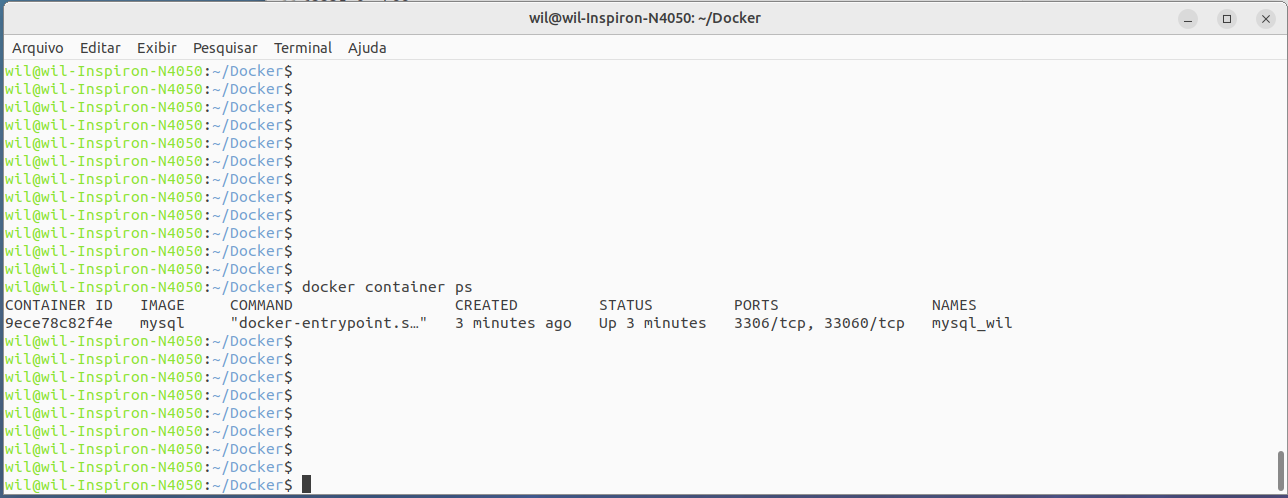 wil@wil-Inspiron-N4050: ~/Docker
Arquivo Editar Exibir Pesquisar Terminal Ajuda
wil@wil-Inspiron-N4050:~/Docker$
wil@wil-Inspiron-N4050:~/Docker$
wil@wil-Inspiron-N4050:~/Docker$
wil@wil-Inspiron-N4050:~/Docker$
wil@wil-Inspiron-N4050:~/Docker$
wil@wil-Inspiron-N4050:~/Docker$
wil@wil-Inspiron-N4050:~/Docker$
wil@wil-Inspiron-N4050:~/Docker$
wil@wil-Inspiron-N4050:~/Docker$
wil@wil-Inspiron-N4050:~/Docker$
wil@wil-Inspiron-N4050:~/Docker$
wil@wil-Inspiron-N4050:~/Docker$
wil@wil-Inspiron-N4050:~/Docker$ docker container ps
CONTAINER ID   IMAGE     COMMAND                  CREATED         STATUS         PORTS                 NAMES
9ece78c82f4e   mysql     "docker-entrypoint.s…"   3 minutes ago   Up 3 minutes   3306/tcp, 33060/tcp   mysql_wil
wil@wil-Inspiron-N4050:~/Docker$
wil@wil-Inspiron-N4050:~/Docker$
wil@wil-Inspiron-N4050:~/Docker$
wil@wil-Inspiron-N4050:~/Docker$
wil@wil-Inspiron-N4050:~/Docker$
wil@wil-Inspiron-N4050:~/Docker$
wil@wil-Inspiron-N4050:~/Docker$
wil@wil-Inspiron-N4050:~/Docker$
wil@wil-Inspiron-N4050:~/Docker$